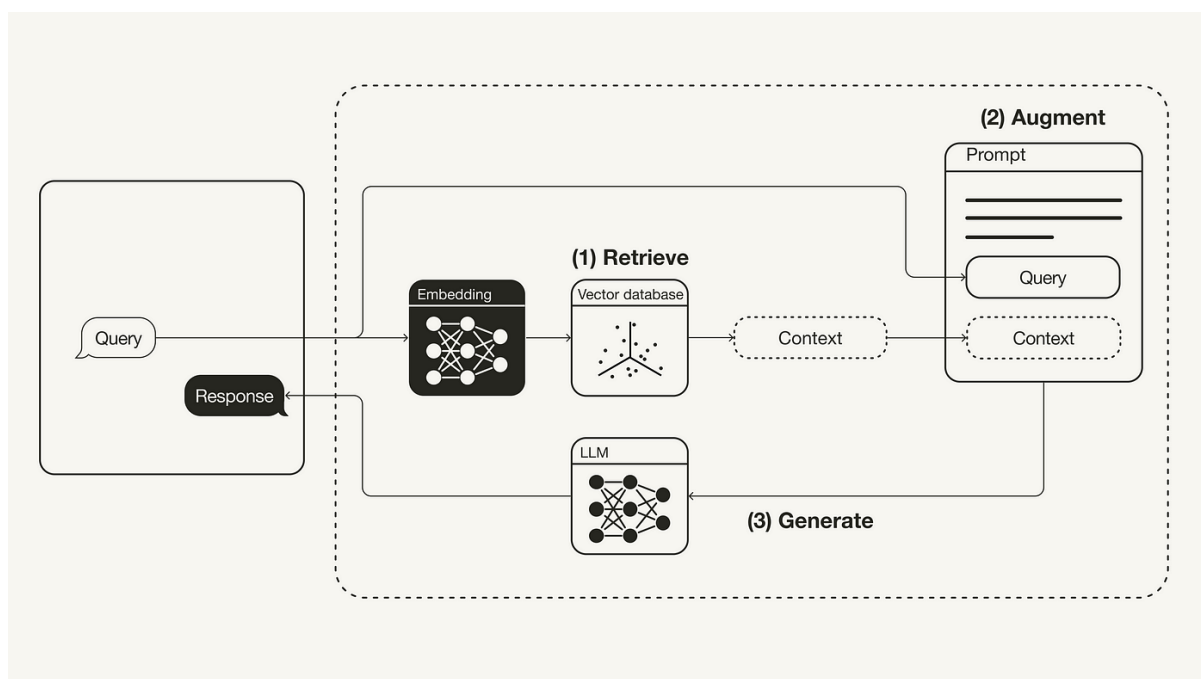 (2) Augment
Prompt
(1) Retrieve
Query
Embedding
Vector database
Query
Context
Context
Response
LLM
(3) Generate